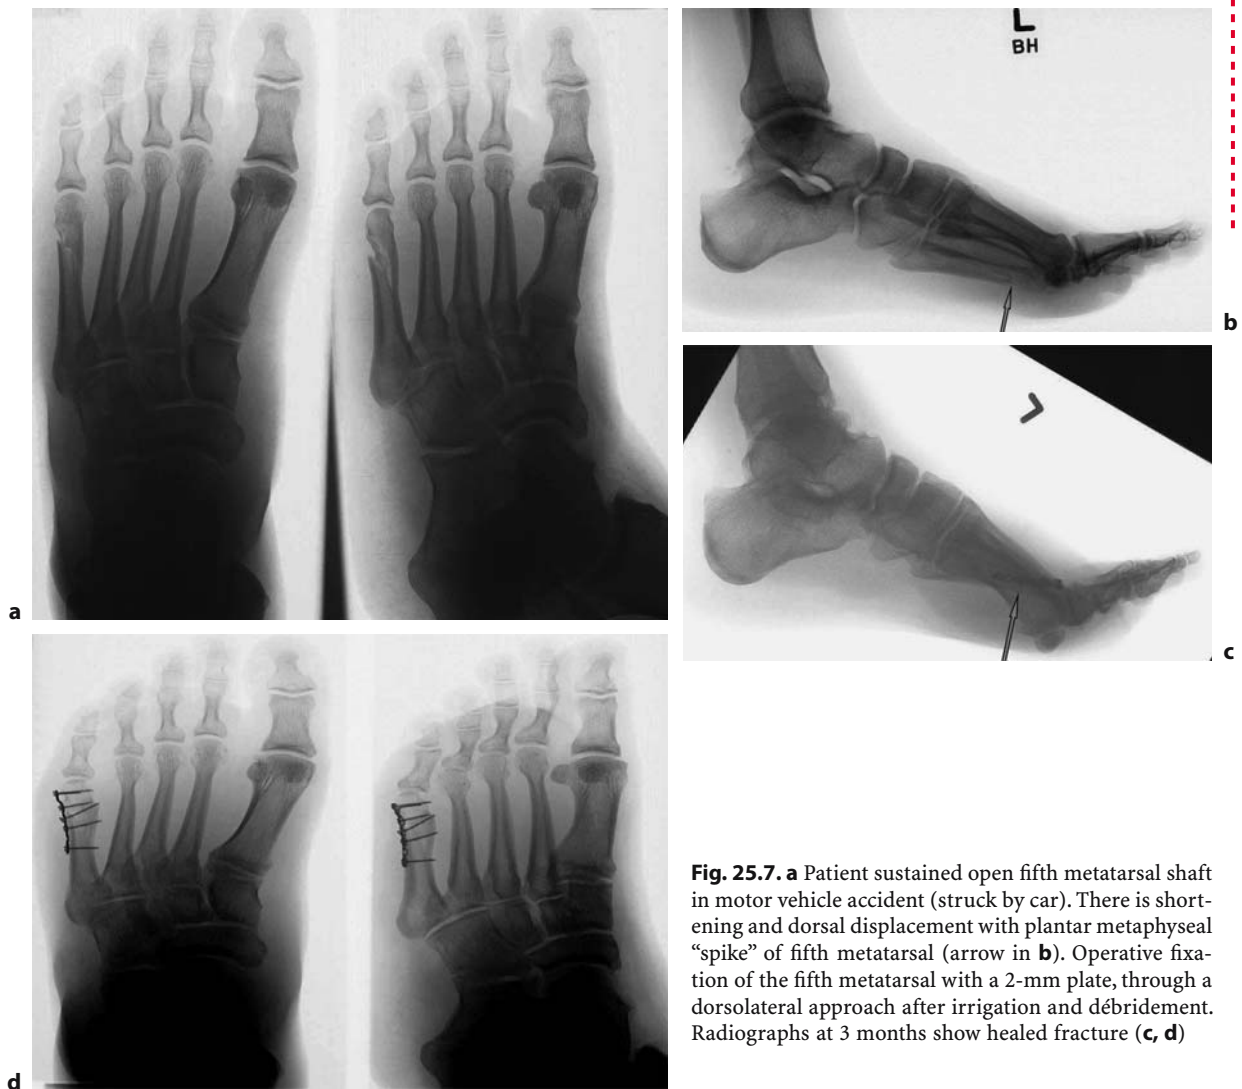 L
BH
a
b
L
c
d
Fig. 25.7. a Patient sustained open fifth metatarsal shaft
in motor vehicle accident (struck by car). There is short-
ening and dorsal displacement with plantar metaphyseal
“spike” of fifth metatarsal (arrow in b). Operative fixa-
tion of the fifth metatarsal with a 2-mm plate, through a
dorsolateral approach after irrigation and débridement.
Radiographs at 3 months show healed fracture (c, d)